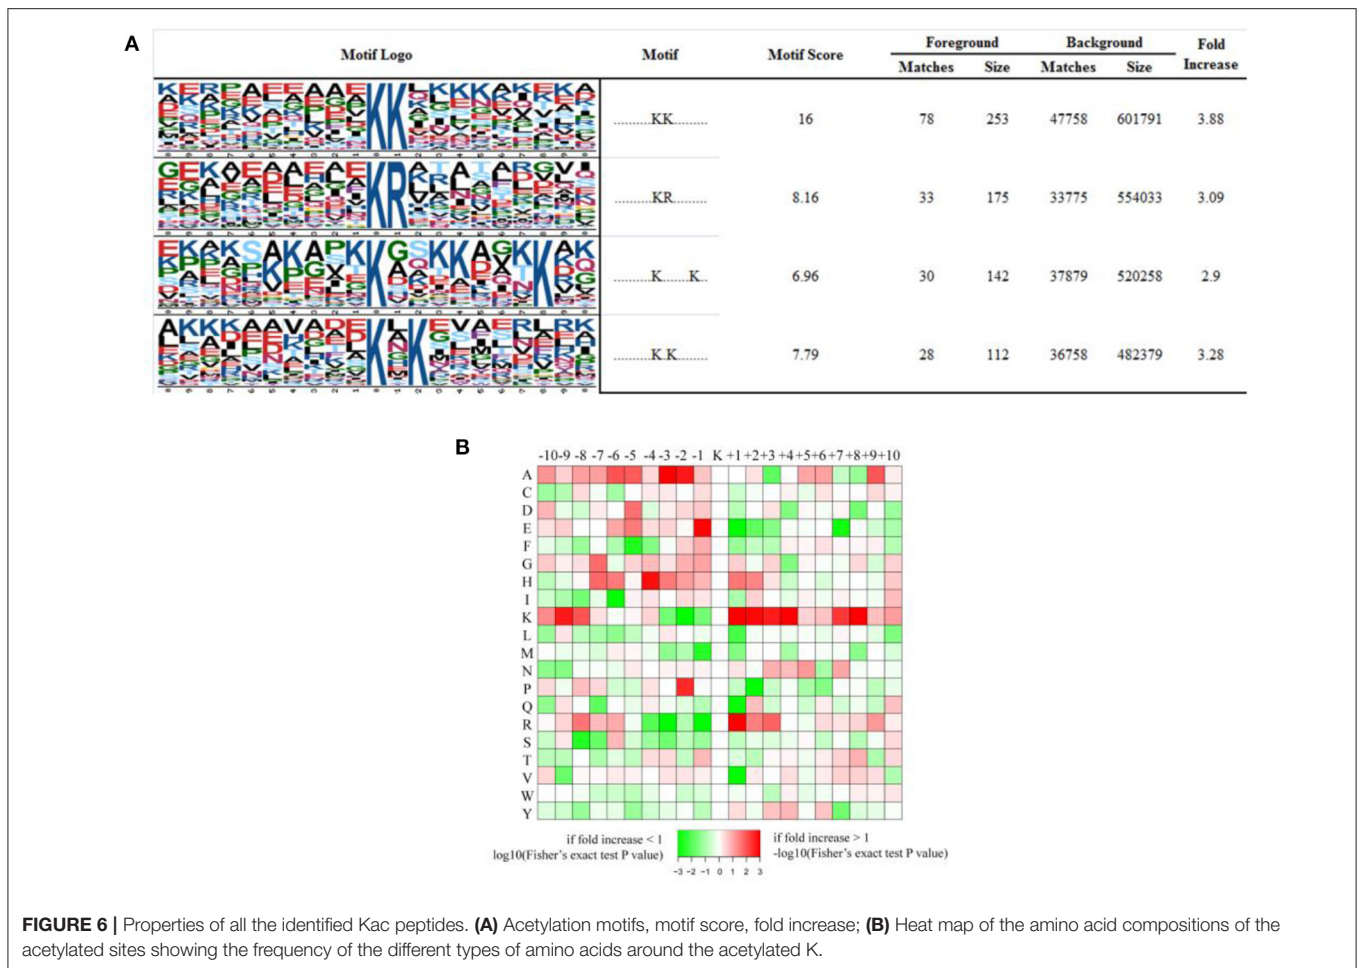 A
Motif Logo Motif Motif Score Foreground Background Fold Increase
Matches Size Matches Size
..........KK.......... 16 78 253 47758 601791 3.88
..........KR.......... 8.16 33 175 33775 554033 3.09
..........K.......K.. 6.96 30 142 37879 520258 2.9
..........K.K......... 7.79 28 112 36758 482379 3.28
B
-10 -9 -8 -7 -6 -5 -4 -3 -2 -1 K +1 +2 +3 +4 +5 +6 +7 +8 +9 +10
A
C
D
E
F
G
H
I
K
L
M
N
P
Q
R
S
T
V
W
Y
if fold increase < 1
log10(Fisher's exact test P value)
-3 -2 -1 0 1 2 3
if fold increase > 1
-log10(Fisher's exact test P value)
FIGURE 6 | Properties of all the identified Kac peptides. (A) Acetylation motifs, motif score, fold increase; (B) Heat map of the amino acid compositions of the
acetylated sites showing the frequency of the different types of amino acids around the acetylated K.